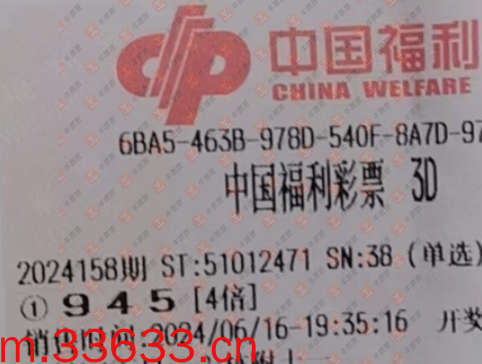 中国福利
CHINA WELFARE
6BA5-463B-978D-540F-8A7D-97
中国福利彩票 3D
2024158期 ST:51012471 SN:38 (单选)
① 9 4 5 [4倍]
2024/06/16-19:35:16 开奖
m.33633.cn